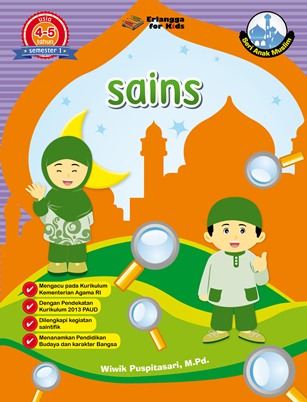 Erlangga
for Kids
usia
4-5
tahun
semester 1
Seri Anak Muslim
sains
Mengacu pada Kurikulum
Kementerian Agama RI
Dengan Pendekatan
Kurikulum 2013 PAUD
Dilengkapi kegiatan
saintifik
Menanamkan Pendidikan
Budaya dan karakter Bangsa
Wiwik Puspitasari, M.Pd.